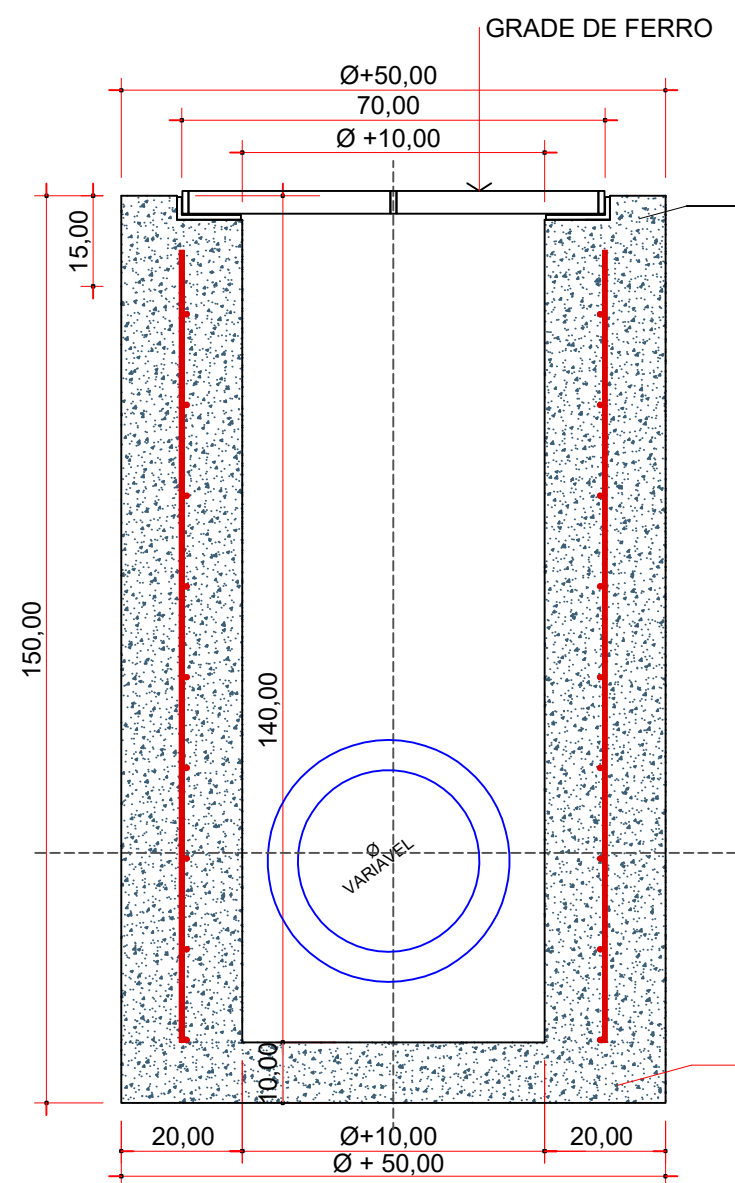 GRADE DE FERRO
Ø+50,00
70,00
Ø +10,00
15,00
150,00
140,00
Ø
VARIAVEL
10,00
20,00
Ø+10,00
20,00
Ø + 50,00